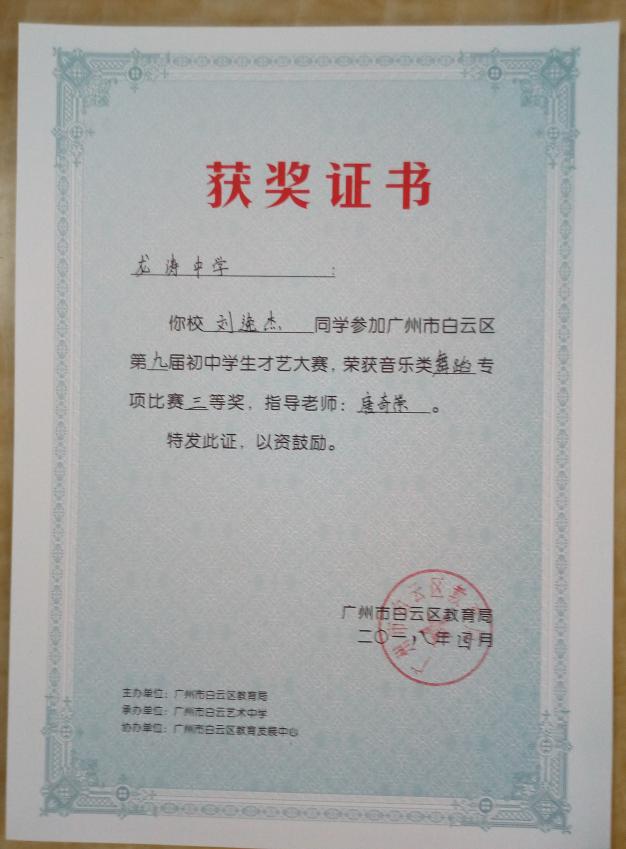 获奖证书
龙涛中学：
你校刘逸杰同学参加广州市白云区
第九届初中学生才艺大赛，荣获音乐类舞蹈专
项比赛三等奖，指导老师：唐奇荣。
特发此证，以资鼓励。
广州市白云区教育局
二〇一八年四月
主办单位：广州市白云区教育局
承办单位：广州市白云艺术中学
协办单位：广州市白云区教育发展中心